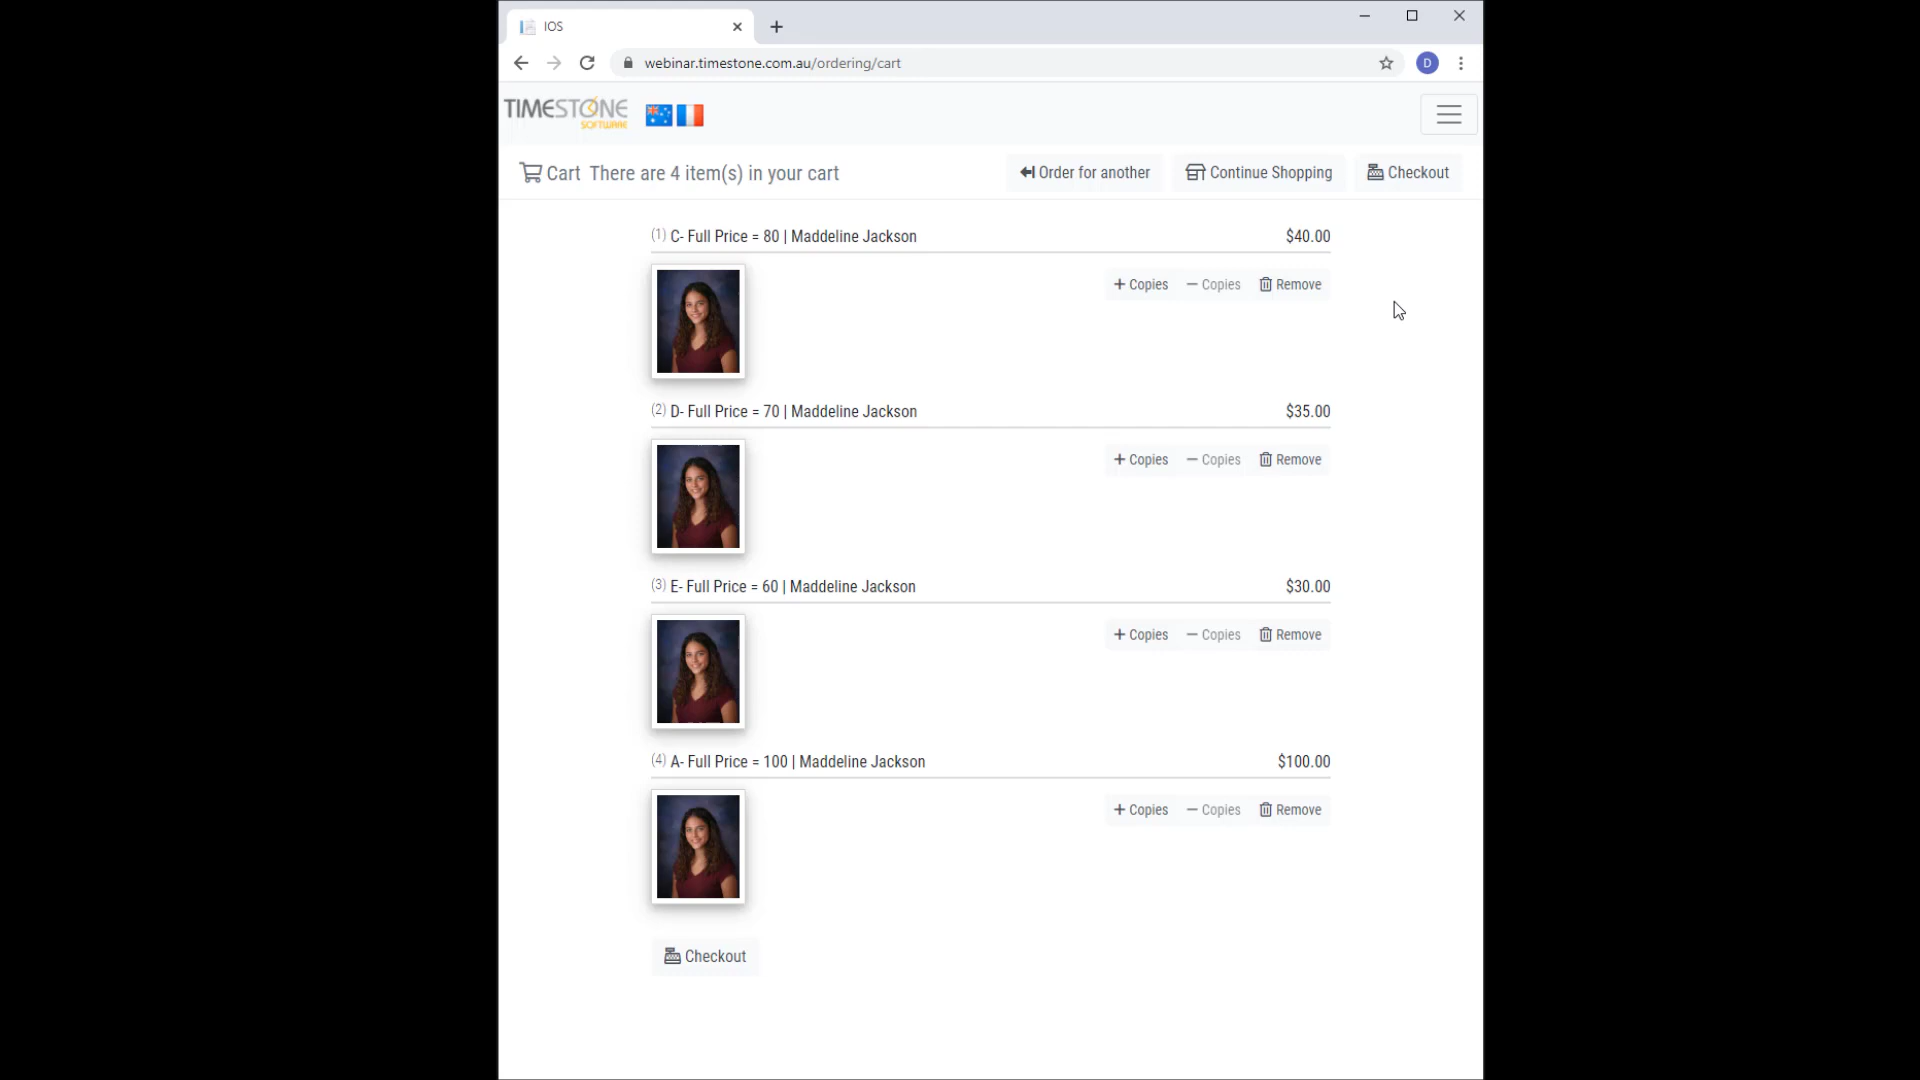 IOS
webinar.timestone.com.au/ordering/cart
D
TIMESTONE
SOFTWARE
Cart There are 4 item(s) in your cart
Order for another
Continue Shopping
Checkout
(1) C- Full Price = 80 | Maddeline Jackson $40.00
+ Copies − Copies Remove
(2) D- Full Price = 70 | Maddeline Jackson $35.00
+ Copies − Copies Remove
(3) E- Full Price = 60 | Maddeline Jackson $30.00
+ Copies − Copies Remove
(4) A- Full Price = 100 | Maddeline Jackson $100.00
+ Copies − Copies Remove
Checkout